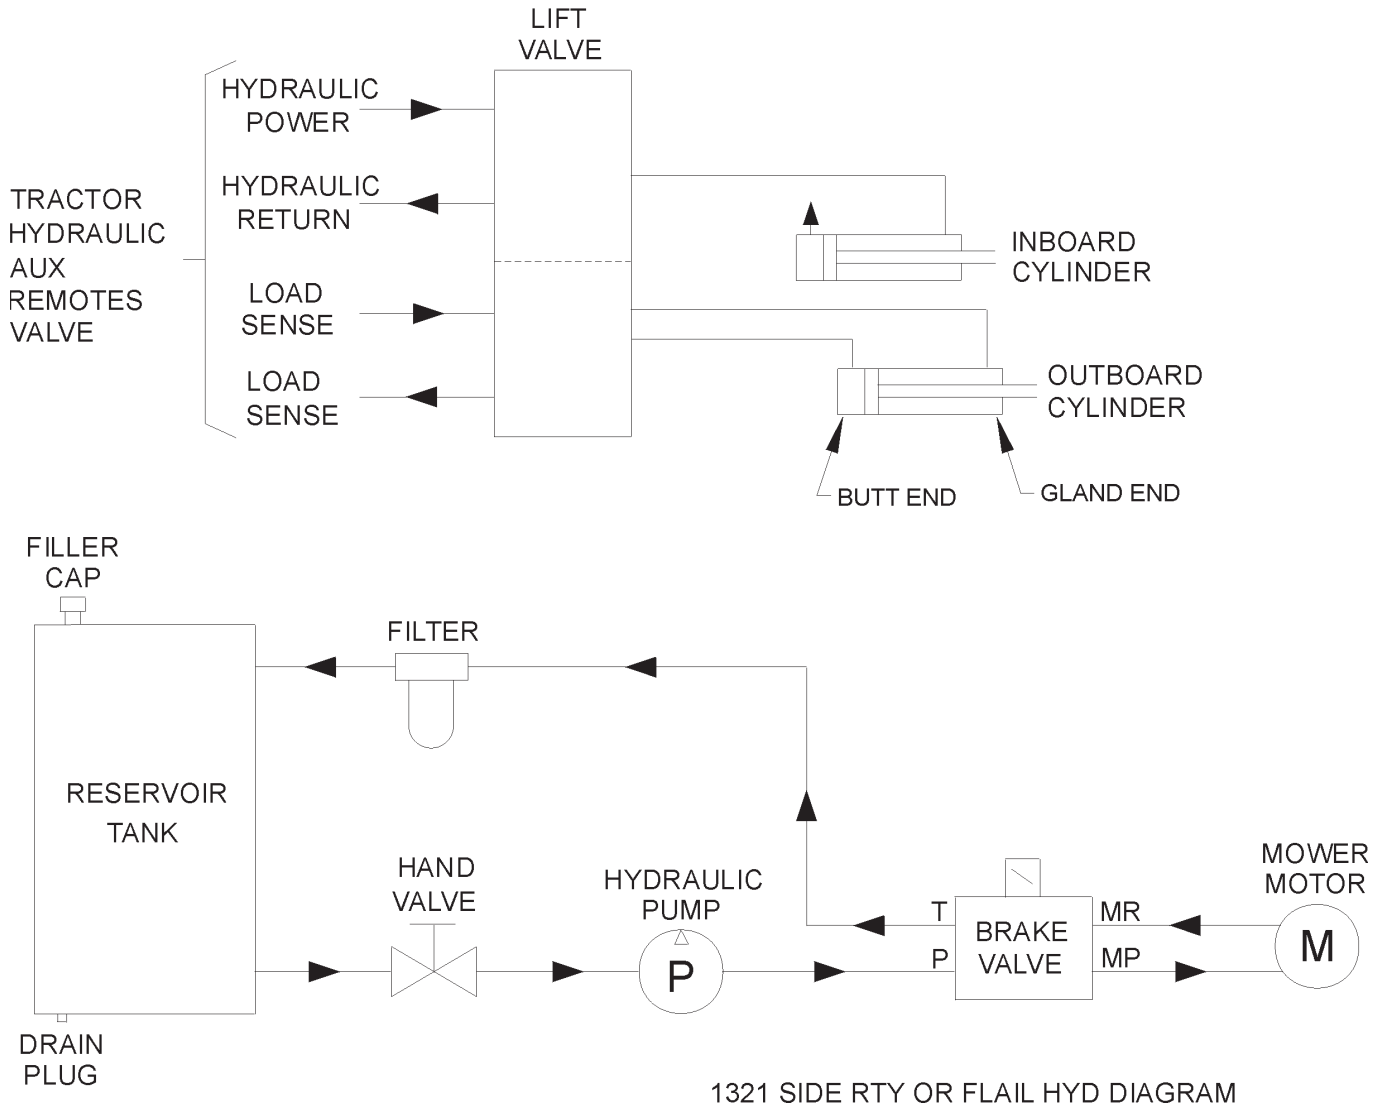 LIFT
VALVE
HYDRAULIC
POWER
HYDRAULIC
RETURN
TRACTOR
HYDRAULIC
AUX
REMOTES
VALVE
LOAD
SENSE
LOAD
SENSE
INBOARD
CYLINDER
OUTBOARD
CYLINDER
BUTT END
GLAND END
FILLER
CAP
FILTER
RESERVOIR
TANK
HAND
VALVE
HYDRAULIC
PUMP
P
T
P
BRAKE
VALVE
MR
MP
MOWER
MOTOR
M
DRAIN
PLUG
1321 SIDE RTY OR FLAIL HYD DIAGRAM